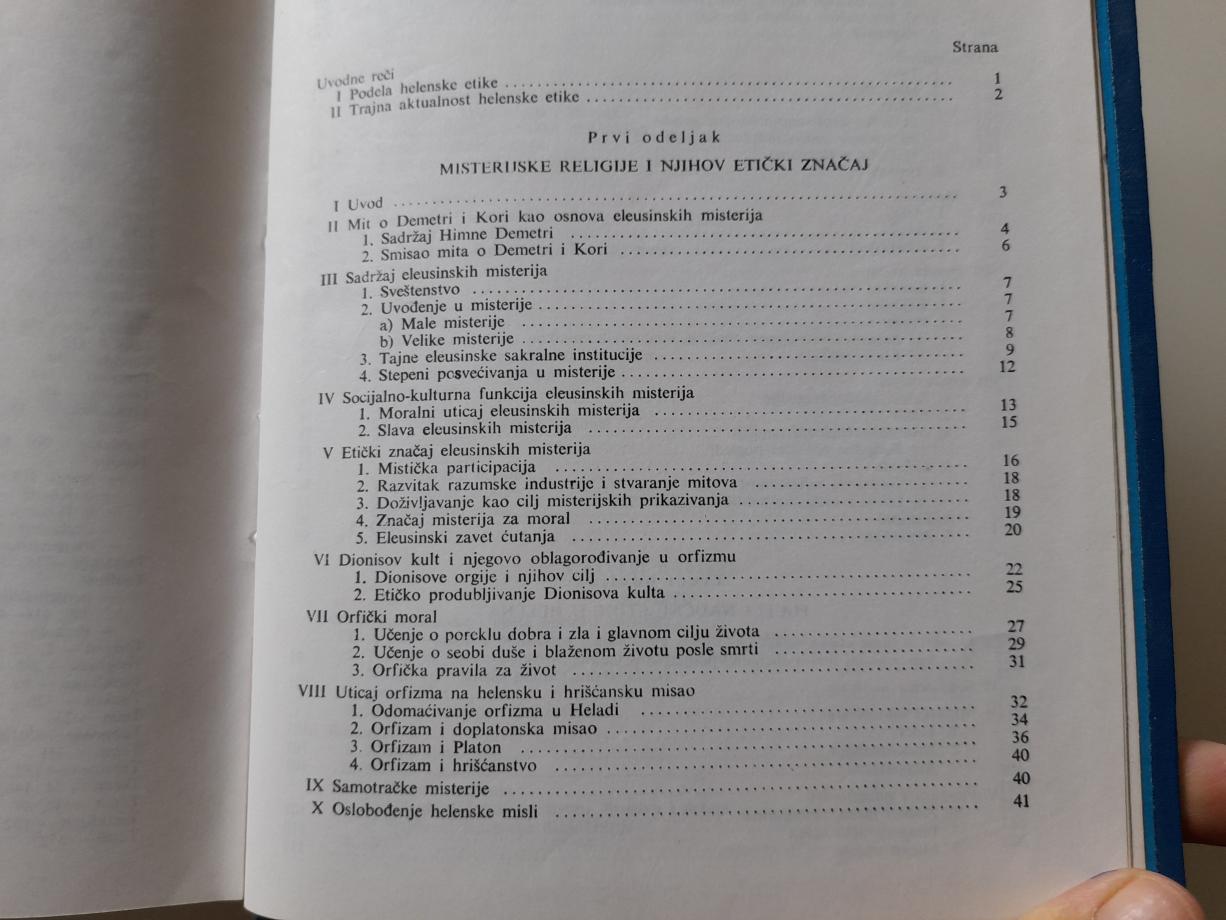 Strana
Uvodne reči
I Podela helenske etike ........ 1
II Trajna aktualnost helenske etike ........ 2
Prvi odeljak
MISTERIJSKE RELIGIJE I NJIHOV ETIČKI ZNAČAJ
I Uvod ........ 3
II Mit o Demetri i Kori kao osnova eleusinskih misterija
1. Sadržaj Himne Demetri ........ 4
2. Smisao mita o Demetri i Kori ........ 6
III Sadržaj eleusinskih misterija
1. Sveštenstvo ........ 7
2. Uvođenje u misterije ........ 7
a) Male misterije ........ 7
b) Velike misterije ........ 8
3. Tajne eleusinske sakralne institucije ........ 9
4. Stepeni posvećivanja u misterije ........ 12
IV Socijalno-kulturna funkcija eleusinskih misterija
1. Moralni uticaj eleusinskih misterija ........ 13
2. Slava eleusinskih misterija ........ 15
V Etički značaj eleusinskih misterija
1. Mistička participacija ........ 16
2. Razvitak razumske industrije i stvaranje mitova ........ 18
3. Doživljavanje kao cilj misterijskih prikazivanja ........ 18
4. Značaj misterija za moral ........ 19
5. Eleusinski zavet ćutanja ........ 20
VI Dionisov kult i njegovo oblagorođivanje u orfizmu
1. Dionisove orgije i njihov cilj ........ 22
2. Etičko produbljivanje Dionisova kulta ........ 25
VII Orfički moral
1. Učenje o poreklu dobra i zla i glavnom cilju života ........ 27
2. Učenje o seobi duše i blaženom životu posle smrti ........ 29
3. Orfička pravila za život ........ 31
VIII Uticaj orfizma na helensku i hrišćansku misao
1. Odomaćivanje orfizma u Heladi ........ 32
2. Orfizam i doplatonska misao ........ 34
3. Orfizam i Platon ........ 36
4. Orfizam i hrišćanstvo ........ 40
IX Samotračke misterije ........ 40
X Oslobođenje helenske misli ........ 41